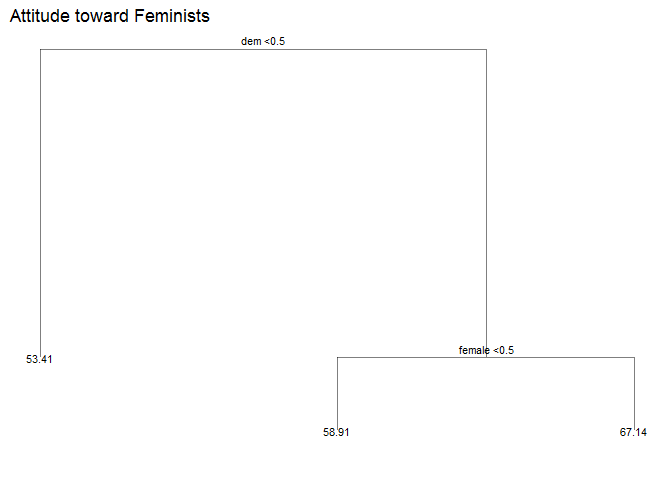 Attitude toward Feminists
dem <0.5
53.41
female <0.5
58.91
67.14